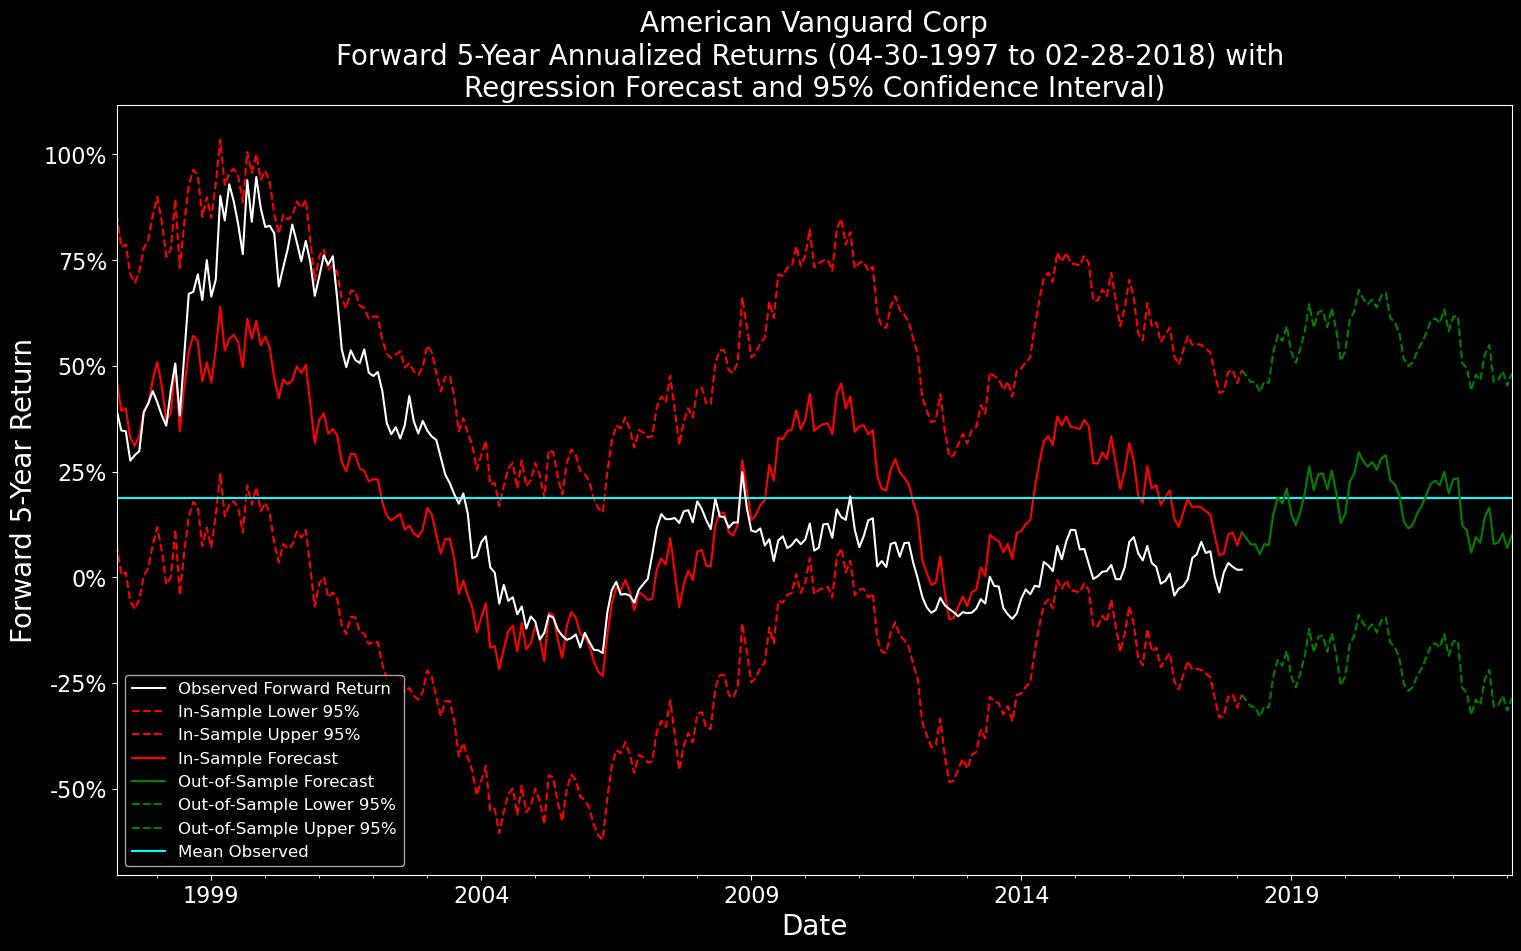 American Vanguard Corp
Forward 5-Year Annualized Returns (04-30-1997 to 02-28-2018) with
Regression Forecast and 95% Confidence Interval)
Forward 5-Year Return
100%
75%
50%
25%
0%
-25%
-50%
Observed Forward Return
In-Sample Lower 95%
In-Sample Upper 95%
In-Sample Forecast
Out-of-Sample Forecast
Out-of-Sample Lower 95%
Out-of-Sample Upper 95%
Mean Observed
1999
2004
2009
2014
2019
Date